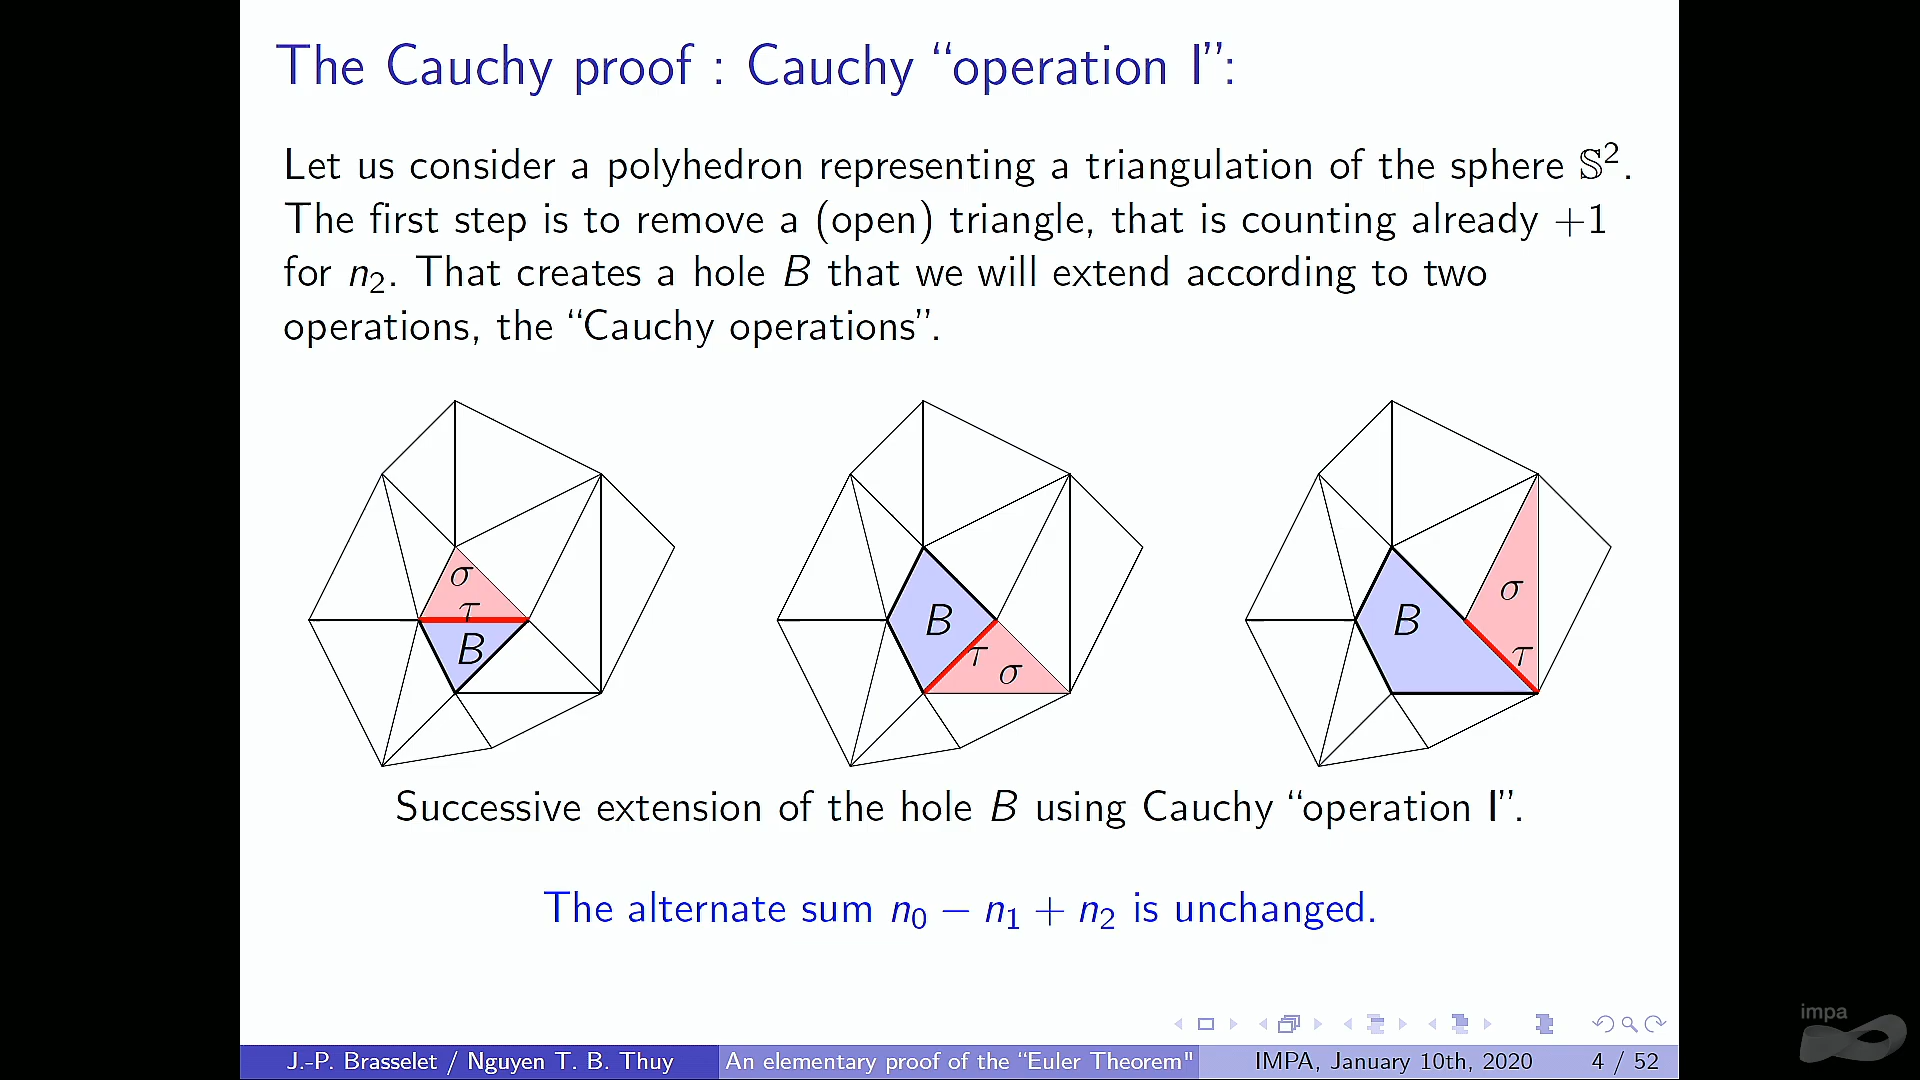 The Cauchy proof : Cauchy “operation I”:
Let us consider a polyhedron representing a triangulation of the sphere 𝕊².
The first step is to remove a (open) triangle, that is counting already +1
for n₂. That creates a hole B that we will extend according to two
operations, the “Cauchy operations”.
σ
τ
B
B
τ
σ
B
σ
τ
Successive extension of the hole B using Cauchy “operation I”.
The alternate sum n₀ − n₁ + n₂ is unchanged.
impa
J.-P. Brasselet / Nguyen T. B. Thuy An elementary proof of the “Euler Theorem" IMPA, January 10th, 2020 4 / 52